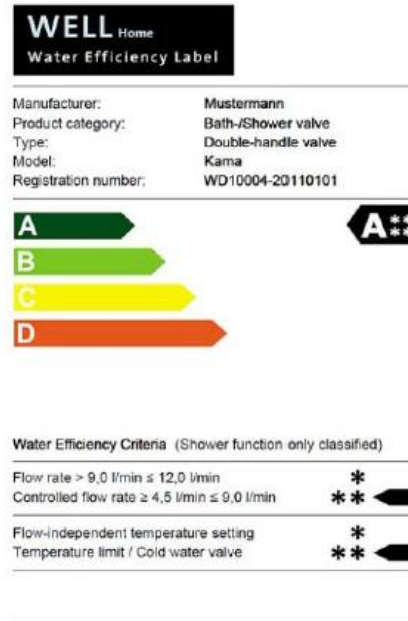 WELL Home
Water Efficiency Label
Manufacturer: Mustermann
Product category: Bath-/Shower valve
Type: Double-handle valve
Model: Kama
Registration number: WD10004-20110101
A A****
B
C
D
Water Efficiency Criteria (Shower function only classified)
Flow rate > 9,0 l/min ≤ 12,0 l/min *
Controlled flow rate ≥ 4,5 l/min ≤ 9,0 l/min **
Flow-independent temperature setting *
Temperature limit / Cold water valve **